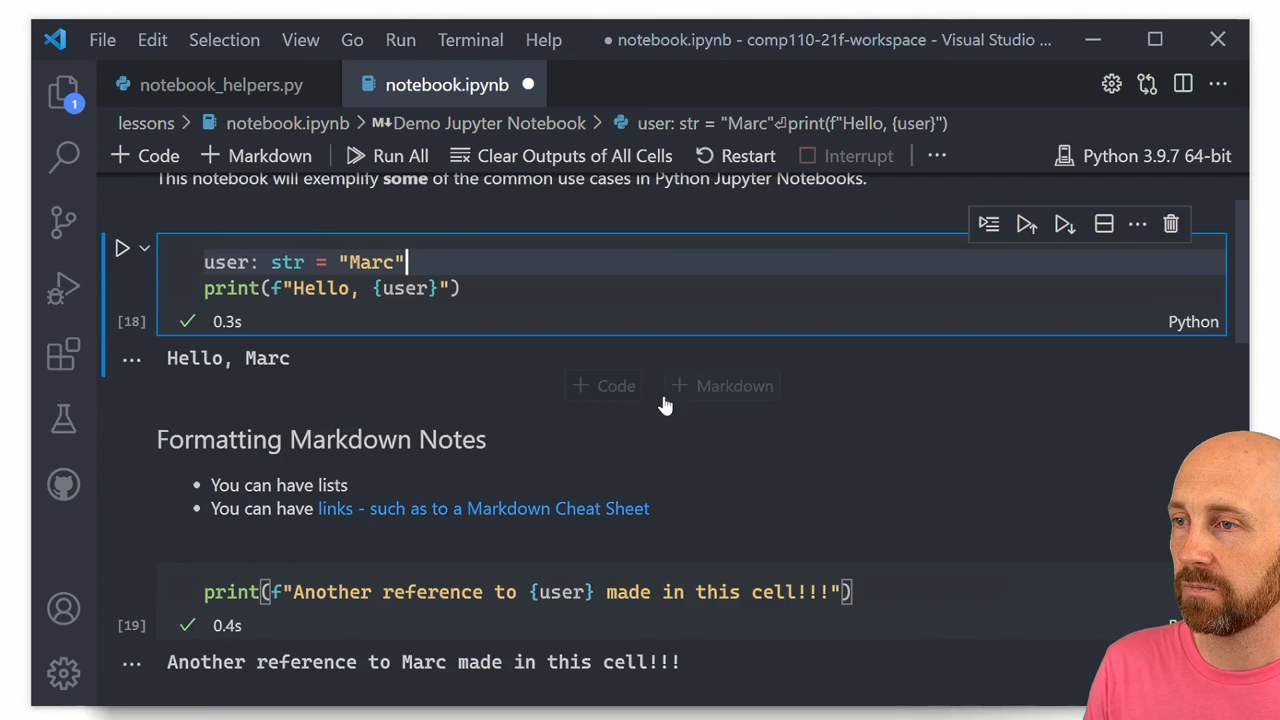 File Edit Selection View Go Run Terminal Help ● notebook.ipynb - comp110-21f-workspace - Visual Studio ...
1 notebook_helpers.py notebook.ipynb ●
lessons > notebook.ipynb > M↓Demo Jupyter Notebook > user: str = "Marc"⏎print(f"Hello, {user}")
+ Code + Markdown Run All Clear Outputs of All Cells Restart Interrupt ... Python 3.9.7 64-bit
This notebook will exemplify some of the common use cases in Python Jupyter Notebooks.
user: str = "Marc"
print(f"Hello, {user}")
[18] ✓ 0.3s Python
... Hello, Marc
+ Code + Markdown
Formatting Markdown Notes
• You can have lists
• You can have links - such as to a Markdown Cheat Sheet
print(f"Another reference to {user} made in this cell!!!")
[19] ✓ 0.4s
... Another reference to Marc made in this cell!!!